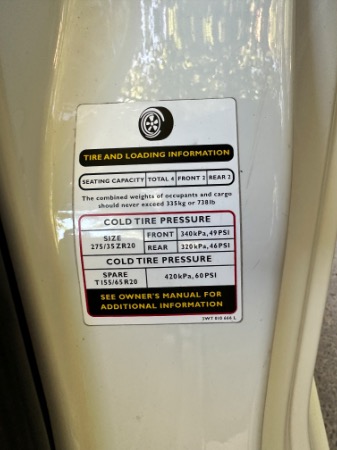 TIRE AND LOADING INFORMATION
SEATING CAPACITY TOTAL 4 FRONT 2 REAR 2
The combined weights of occupants and cargo
should never exceed 335kg or 738lb
COLD TIRE PRESSURE
SIZE
275/35ZR20
FRONT 340kPa,49PSI
REAR 320kPa,46PSI
COLD TIRE PRESSURE
SPARE
T155/65R20
420kPa,60PSI
SEE OWNER'S MANUAL FOR
ADDITIONAL INFORMATION